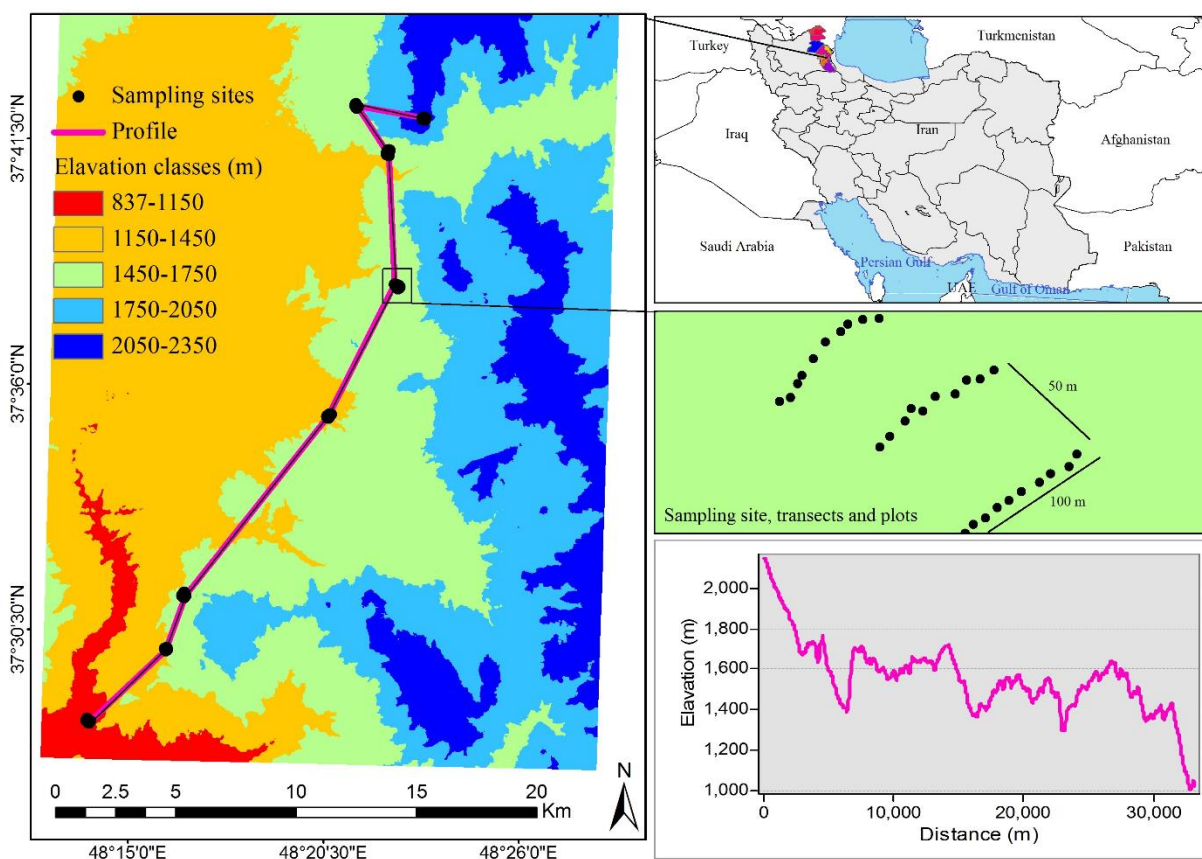 Sampling sites
Profile
Elavation classes (m)
837-1150
1150-1450
1450-1750
1750-2050
2050-2350
37°41'30"N
37°36'0"N
37°30'30"N
0 2.5 5 10 15 20
Km
N
48°15'0"E
48°20'30"E
48°26'0"E
Turkey
Turkmenistan
Iraq
Iran
Afghanistan
Saudi Arabia
Persian Gulf
Pakistan
UAE
Gulf of Oman
50 m
100 m
Sampling site, transects and plots
Elavation (m)
2,000
1,800
1,600
1,400
1,200
1,000
0 10,000 20,000 30,000
Distance (m)